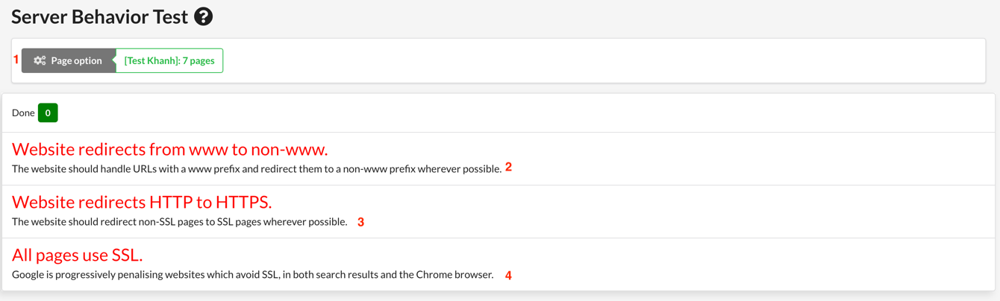 Server Behavior Test ?
1 Page option [Test Khanh]: 7 pages
Done 0
Website redirects from www to non-www.
The website should handle URLs with a www prefix and redirect them to a non-www prefix wherever possible. 2
Website redirects HTTP to HTTPS.
The website should redirect non-SSL pages to SSL pages wherever possible. 3
All pages use SSL.
Google is progressively penalising websites which avoid SSL, in both search results and the Chrome browser. 4